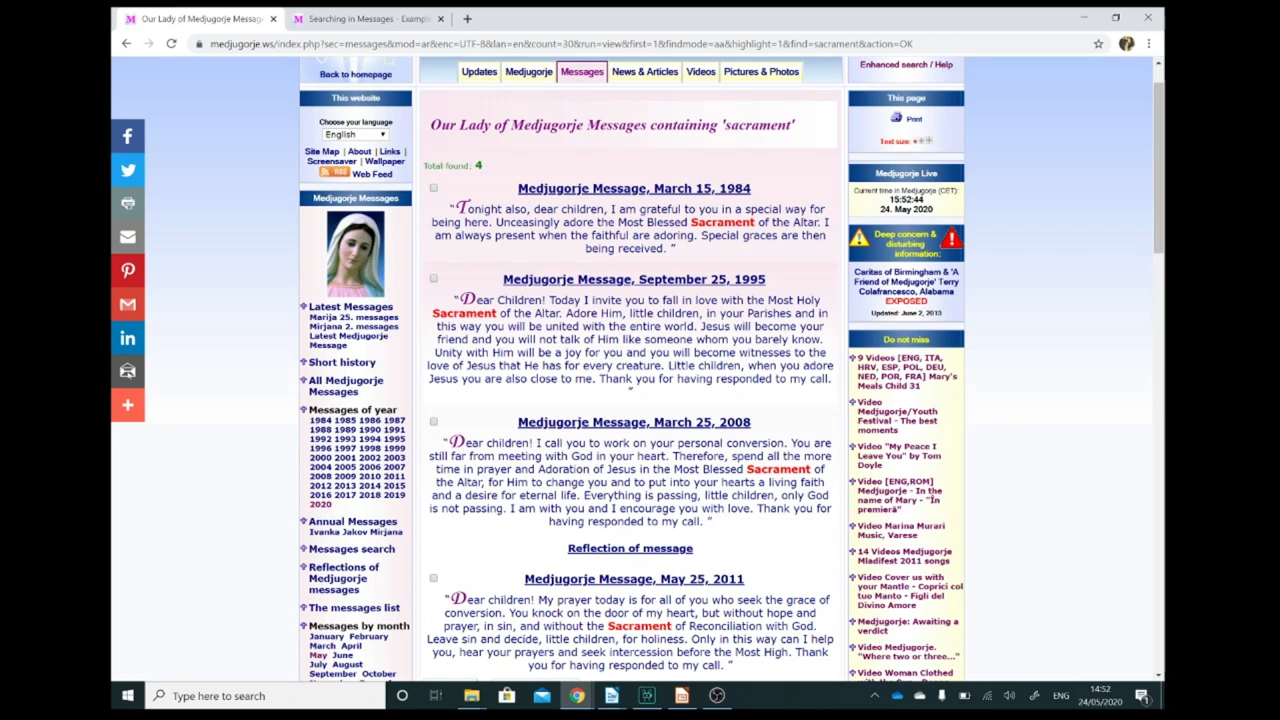 Our Lady of Medjugorje Messag
Searching in Messages - Example
medjugorje.ws/index.php?sec=messages&mod=ar&enc=UTF-8&lan=en&count=30&run=view&first=1&findmode=aa&highlight=1&find=sacrament&action=OK
Back to homepage
Updates
Medjugorje
Messages
News & Articles
Videos
Pictures & Photos
Enhanced search / Help
This website
Choose your language
English
Site Map | About | Links |
Screensaver | Wallpaper
RSS Web Feed
Medjugorje Messages
Latest Messages
Marija 25. messages
Mirjana 2. messages
Latest Medjugorje
Message
Short history
All Medjugorje
Messages
Messages of year
1984 1985 1986 1987
1988 1989 1990 1991
1992 1993 1994 1995
1996 1997 1998 1999
2000 2001 2002 2003
2004 2005 2006 2007
2008 2009 2010 2011
2012 2013 2014 2015
2016 2017 2018 2019
2020
Annual Messages
Ivanka Jakov Mirjana
Messages search
Reflections of
Medjugorje
messages
The messages list
Messages by month
January February
March April
May June
July August
September October
Our Lady of Medjugorje Messages containing 'sacrament'
Total found: 4
Medjugorje Message, March 15, 1984
“Tonight also, dear children, I am grateful to you in a special way for
being here. Unceasingly adore the Most Blessed Sacrament of the Altar. I
am always present when the faithful are adoring. Special graces are then
being received. ”
Medjugorje Message, September 25, 1995
“Dear Children! Today I invite you to fall in love with the Most Holy
Sacrament of the Altar. Adore Him, little children, in your Parishes and in
this way you will be united with the entire world. Jesus will become your
friend and you will not talk of Him like someone whom you barely know.
Unity with Him will be a joy for you and you will become witnesses to the
love of Jesus that He has for every creature. Little children, when you adore
Jesus you are also close to me. Thank you for having responded to my call.
”
Medjugorje Message, March 25, 2008
“Dear children! I call you to work on your personal conversion. You are
still far from meeting with God in your heart. Therefore, spend all the more
time in prayer and Adoration of Jesus in the Most Blessed Sacrament of
the Altar, for Him to change you and to put into your hearts a living faith
and a desire for eternal life. Everything is passing, little children, only God
is not passing. I am with you and I encourage you with love. Thank you for
having responded to my call. ”
Reflection of message
Medjugorje Message, May 25, 2011
“Dear children! My prayer today is for all of you who seek the grace of
conversion. You knock on the door of my heart, but without hope and
prayer, in sin, and without the Sacrament of Reconciliation with God.
Leave sin and decide, little children, for holiness. Only in this way can I help
you, hear your prayers and seek intercession before the Most High. Thank
you for having responded to my call. ”
This page
Print
Text size:
Medjugorje Live
Current time in Medjugorje (CET):
15:52:44
24. May 2020
Deep concern &
disturbing
information:
Caritas of Birmingham & 'A
Friend of Medjugorje' Terry
Colafrancesco, Alabama
EXPOSED
Updated: June 2, 2013
Do not miss
9 Videos [ENG, ITA,
HRV, ESP, POL, DEU,
NED, POR, FRA] Mary's
Meals Child 31
Video
Medjugorje/Youth
Festival - The best
moments
Video "My Peace I
Leave You" by Tom
Doyle
Video [ENG,ROM]
Medjugorje - In the
name of Mary - "În
premieră"
Video Marina Murari
Music, Varese
14 Videos Medjugorje
Mladifest 2011 songs
Video Cover us with
your Mantle - Coprici col
tuo Manto - Figli del
Divino Amore
Medjugorje: Awaiting a
verdict
Video Medjugorje.
"Where two or three..."
Video Woman Clothed
Type here to search
ENG
14:52
24/05/2020